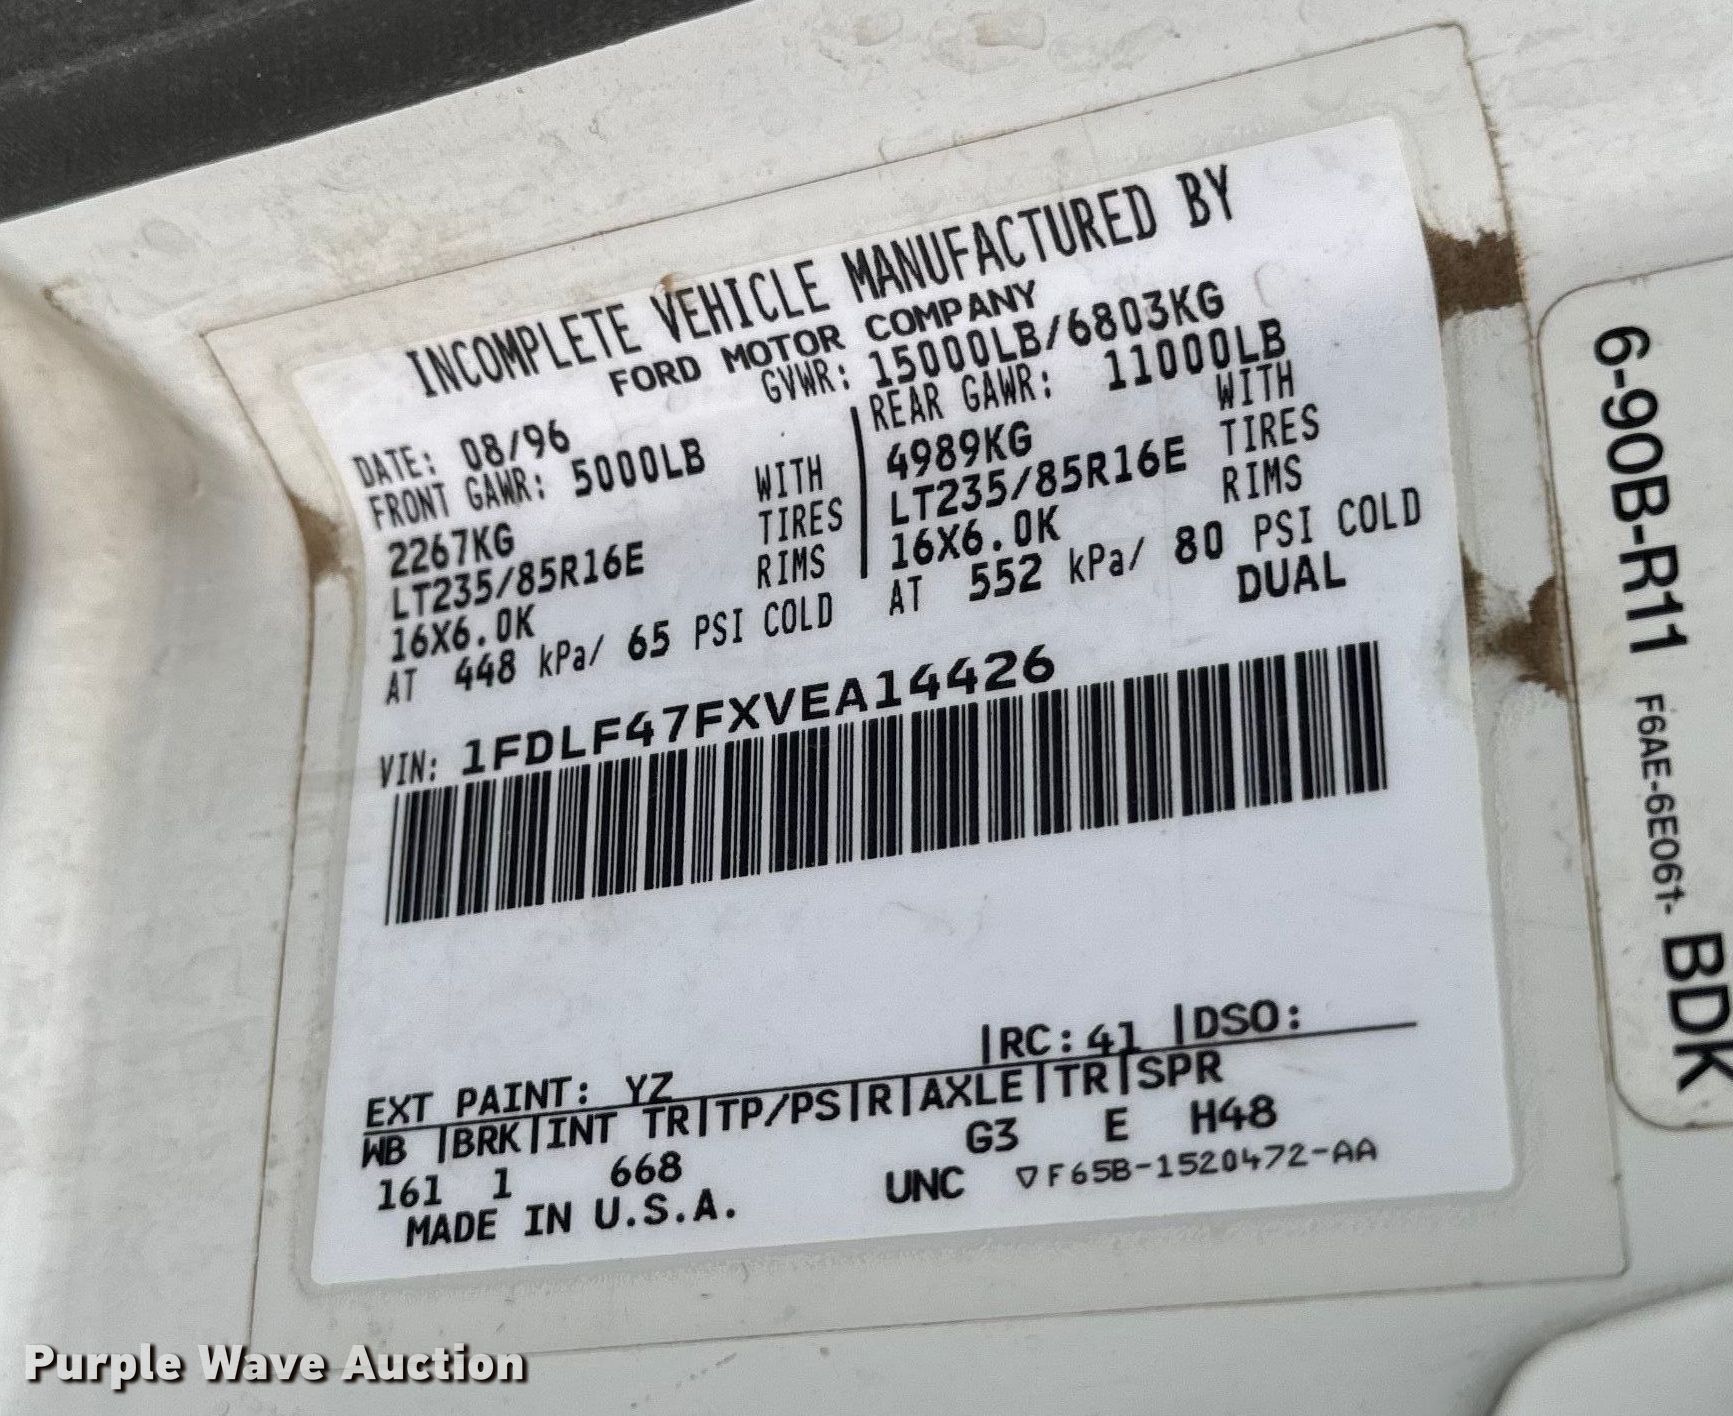 INCOMPLETE VEHICLE MANUFACTURED BY
FORD MOTOR COMPANY
DATE: 08/96 GVWR: 15000LB/6803KG
FRONT GAWR: 5000LB
2267KG WITH
LT235/85R16E TIRES
16X6.0K RIMS
AT 448 kPa/ 65 PSI COLD
REAR GAWR: 11000LB
4989KG WITH
LT235/85R16E TIRES
16X6.0K RIMS
AT 552 kPa/ 80 PSI COLD
DUAL
VIN: 1FDLF47FXVEA14426
EXT PAINT: YZ |RC: 41 |DSO:
WB |BRK|INT TR|TP/PS|R|AXLE|TR|SPR
161 1 668 G3 E H48
MADE IN U.S.A. UNC ▽F65B-1520472-AA
6-90B-R11 F6AE-6E061- BDK
Purple Wave Auction